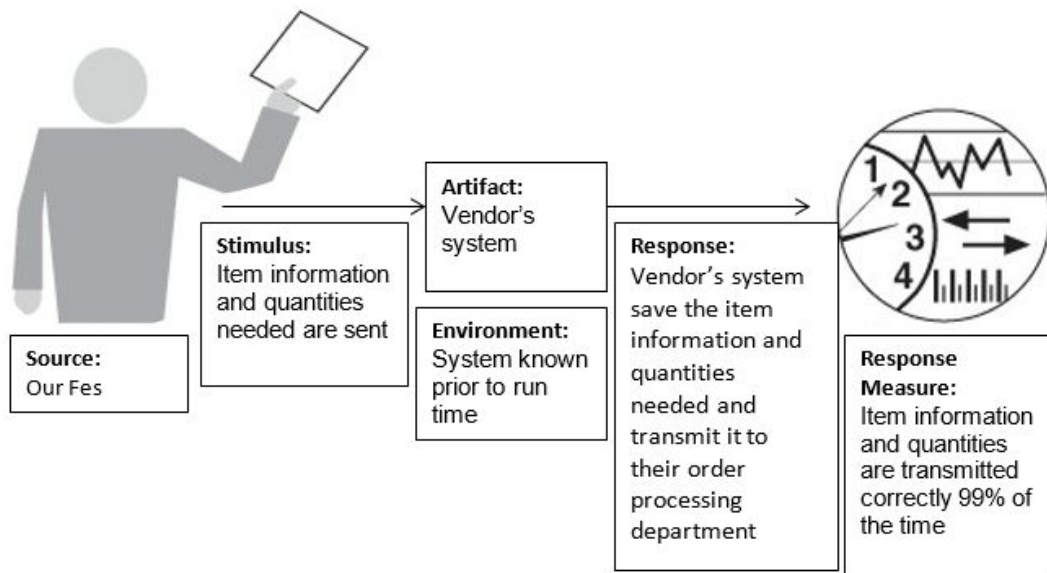 Source:
Our Fes
Stimulus:
Item information
and quantities
needed are sent
Artifact:
Vendor's
system
Environment:
System known
prior to run
time
Response:
Vendor's system
save the item
information and
quantities
needed and
transmit it to
their order
processing
department
1
2
3
4
Response
Measure:
Item information
and quantities
are transmitted
correctly 99% of
the time